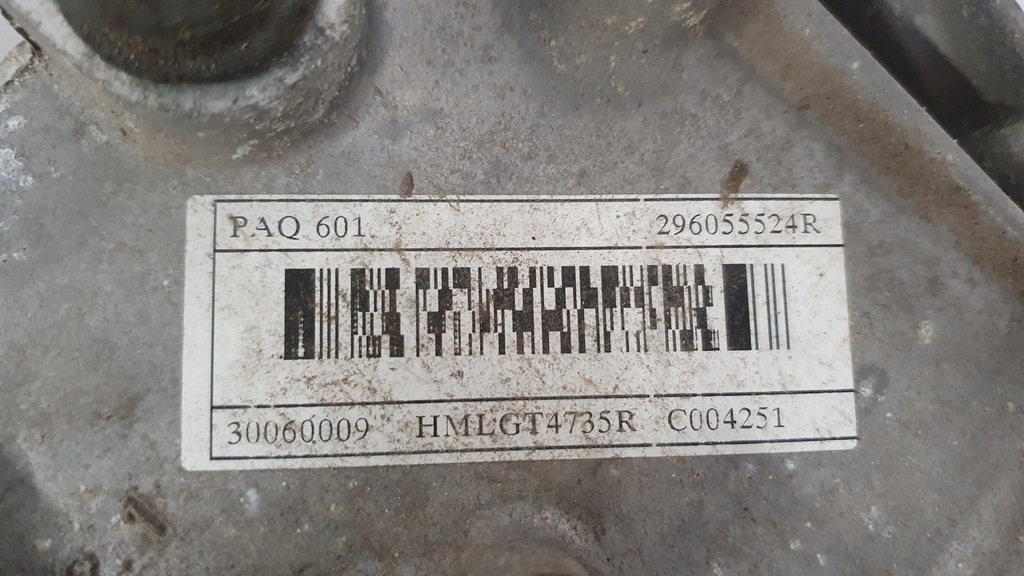 PAQ 601 296055524R
30060009 HMLGT4735R C004251